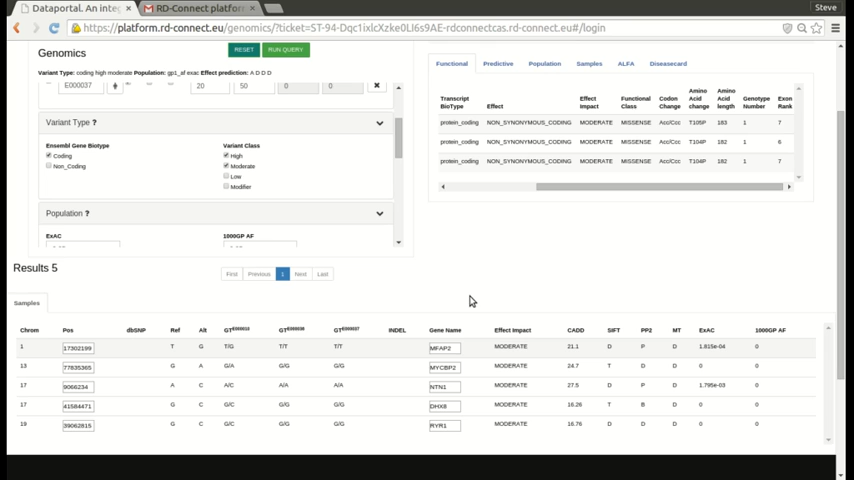 Steve
Dataportal. An inte
RD-Connect platfor
https://platform.rd-connect.eu/genomics/?ticket=ST-94-Dqc1ixlcXzke0LI6s9AE-rdconnectcas.rd-connect.eu#/login
Genomics
RESET
RUN QUERY
Variant Type: coding high moderate Population: gp1_af exac Effect prediction: A D D D
E000037 20 50 0 0
Variant Type ?
Ensembl Gene Biotype
Coding
Non_Coding
Variant Class
High
Moderate
Low
Modifier
Population ?
ExAC 1000GP AF
Functional Predictive Population Samples ALFA Diseasecard
Transcript BioType Effect Effect Impact Functional Class Codon Change Amino Acid change Amino Acid length Genotype Number Exon Rank
protein_coding NON_SYNONYMOUS_CODING MODERATE MISSENSE Acc/Ccc T105P 183 1 7
protein_coding NON_SYNONYMOUS_CODING MODERATE MISSENSE Acc/Ccc T104P 182 1 6
protein_coding NON_SYNONYMOUS_CODING MODERATE MISSENSE Acc/Ccc T104P 182 1 7
Results 5
First Previous 1 Next Last
Samples
Chrom Pos dbSNP Ref Alt GT GT GT INDEL Gene Name Effect Impact CADD SIFT PP2 MT ExAC 1000GP AF
1 17302199 T G T/G T/T T/T MFAP2 MODERATE 21.1 D P D 1.815e-04 0
13 77835365 G A G/A G/G G/G MYCBP2 MODERATE 24.7 T D D 0 0
17 9066234 A C A/C A/A A/A NTN1 MODERATE 27.5 D P D 1.795e-03 0
17 41584471 G C G/C G/G G/G DHX8 MODERATE 16.26 T B D 0 0
19 39062815 G C G/C G/G G/G RYR1 MODERATE 16.76 D D D 0 0